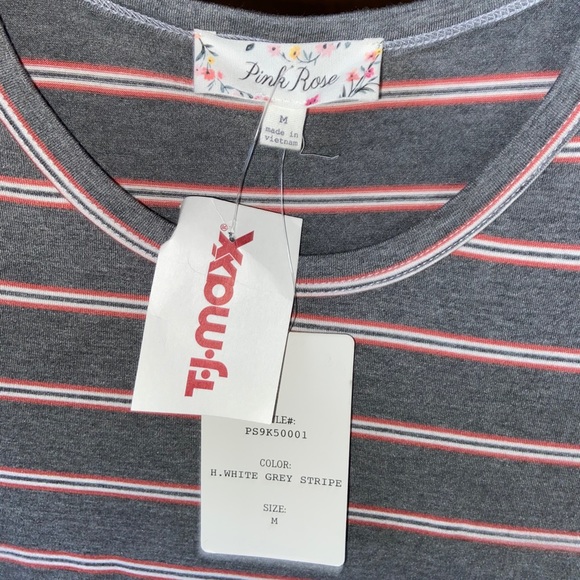 Pink Rose
M
made in
vietnam
T·J·maxx®
PS9K50001
COLOR:
H.WHITE GREY STRIPE
SIZE:
M